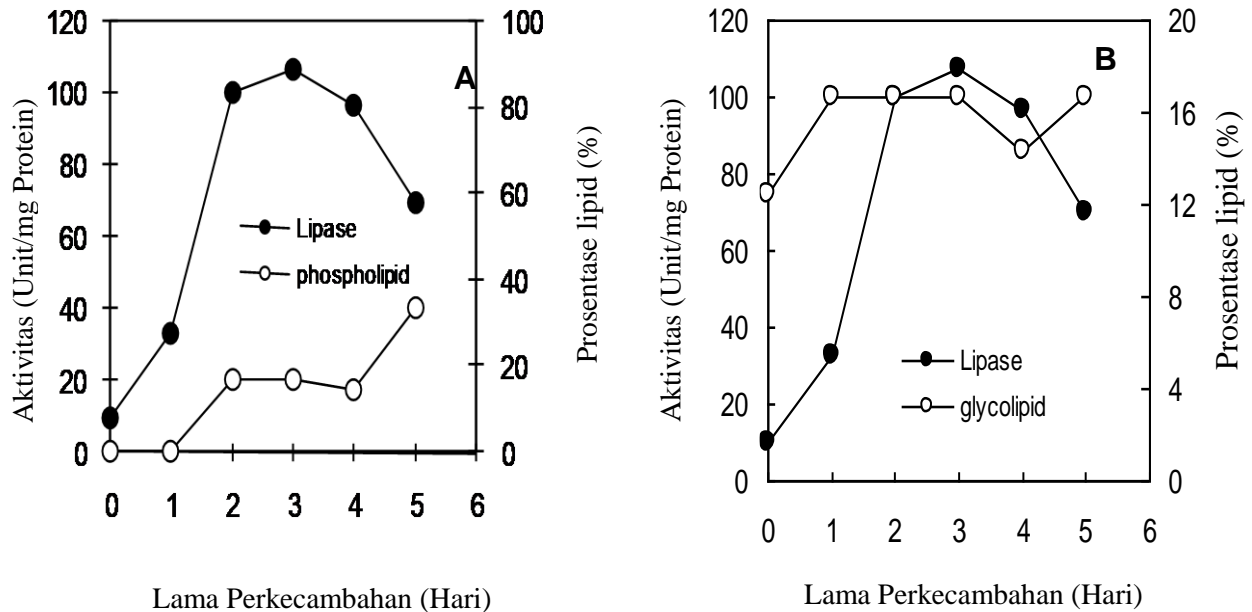 A
Aktivitas (Unit/mg Protein)
120
100
80
60
40
20
0
Prosentase lipid (%)
100
80
60
40
20
0
Lipase
phospholipid
0 1 2 3 4 5 6
Lama Perkecambahan (Hari)
B
Aktivitas (Unit/mg Protein)
120
100
80
60
40
20
0
Prosentase lipid (%)
20
16
12
8
4
0
Lipase
glycolipid
0 1 2 3 4 5 6
Lama Perkecambahan (Hari)